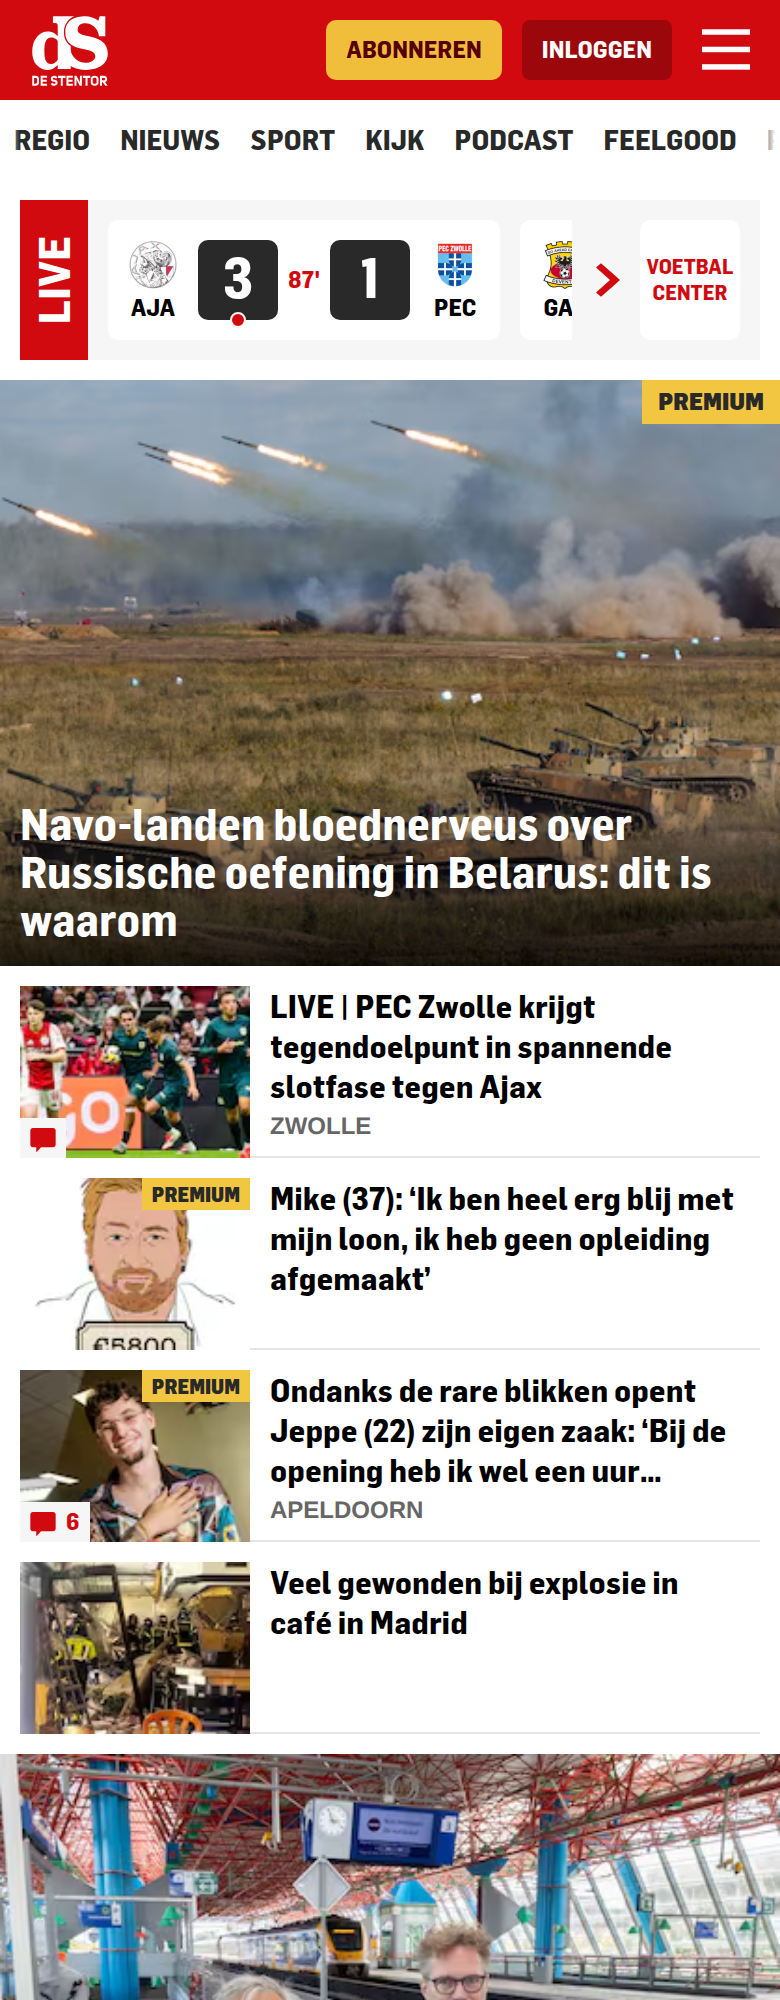 dS
DE STENTOR
ABONNEREN
INLOGGEN
REGIO NIEUWS SPORT KIJK PODCAST FEELGOOD
LIVE
3 87' 1
AJA PEC
PEC ZWOLLE
GA
VOETBAL
CENTER
PREMIUM
Navo-landen bloednerveus over
Russische oefening in Belarus: dit is
waarom
LIVE | PEC Zwolle krijgt
tegendoelpunt in spannende
slotfase tegen Ajax
ZWOLLE
PREMIUM
€5800
Mike (37): ‘Ik ben heel erg blij met
mijn loon, ik heb geen opleiding
afgemaakt’
PREMIUM
6
Ondanks de rare blikken opent
Jeppe (22) zijn eigen zaak: ‘Bij de
opening heb ik wel een uur...
APELDOORN
Veel gewonden bij explosie in
café in Madrid